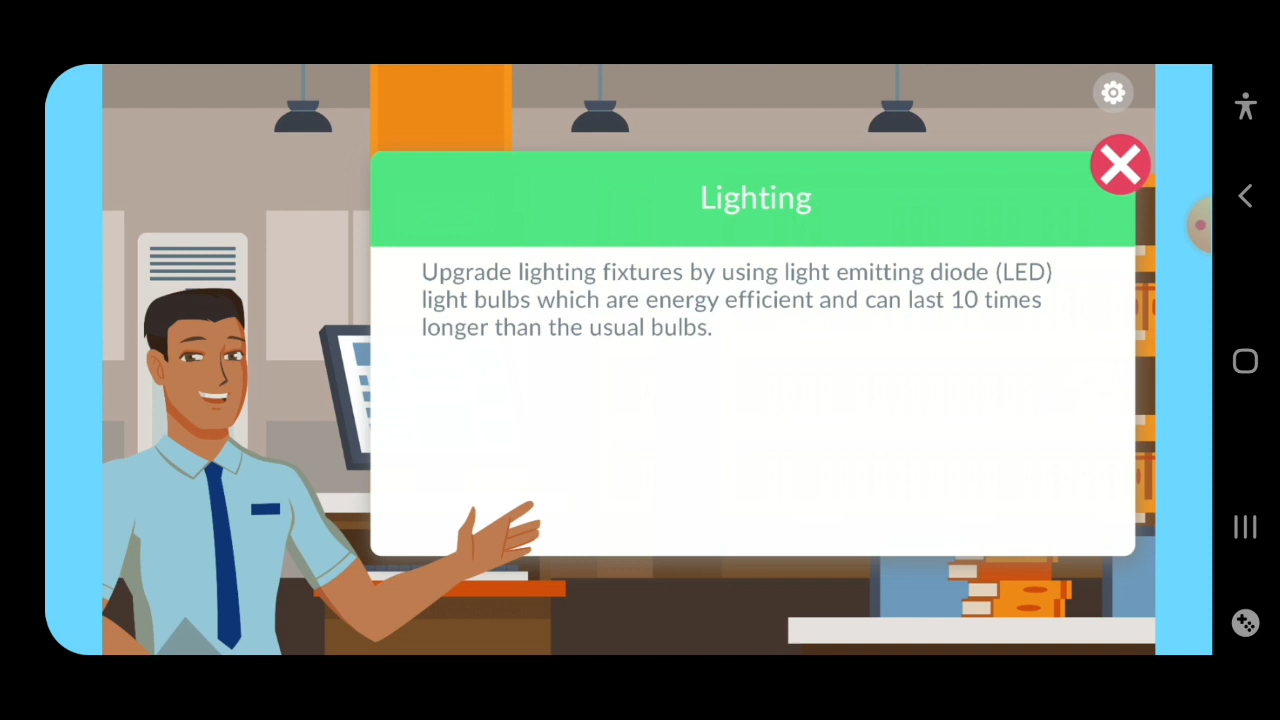 Lighting
Upgrade lighting fixtures by using light emitting diode (LED)
light bulbs which are energy efficient and can last 10 times
longer than the usual bulbs.